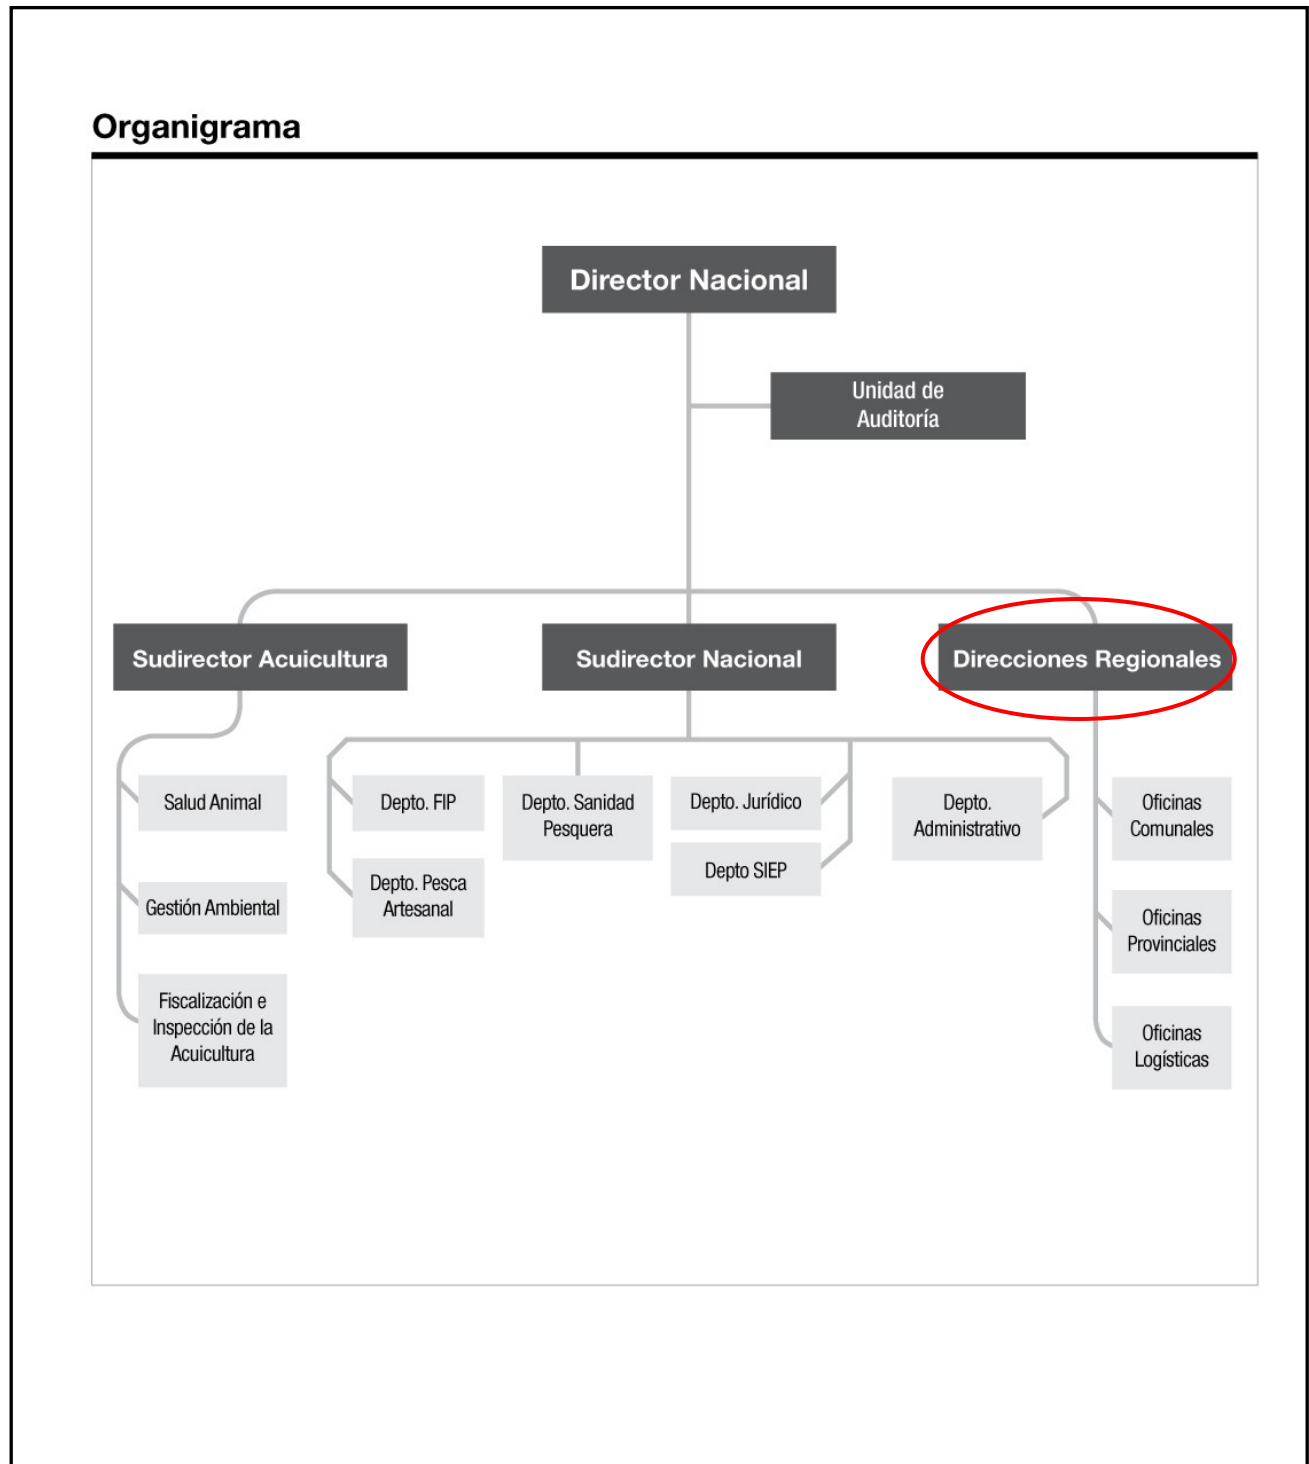 Organigrama
Director Nacional
Unidad de
Auditoría
Sudirector Acuicultura
Sudirector Nacional
Direcciones Regionales
Salud Animal
Gestión Ambiental
Fiscalización e
Inspección de la
Acuicultura
Depto. FIP
Depto. Pesca
Artesanal
Depto. Sanidad
Pesquera
Depto. Jurídico
Depto SIEP
Depto.
Administrativo
Oficinas
Comunales
Oficinas
Provinciales
Oficinas
Logísticas